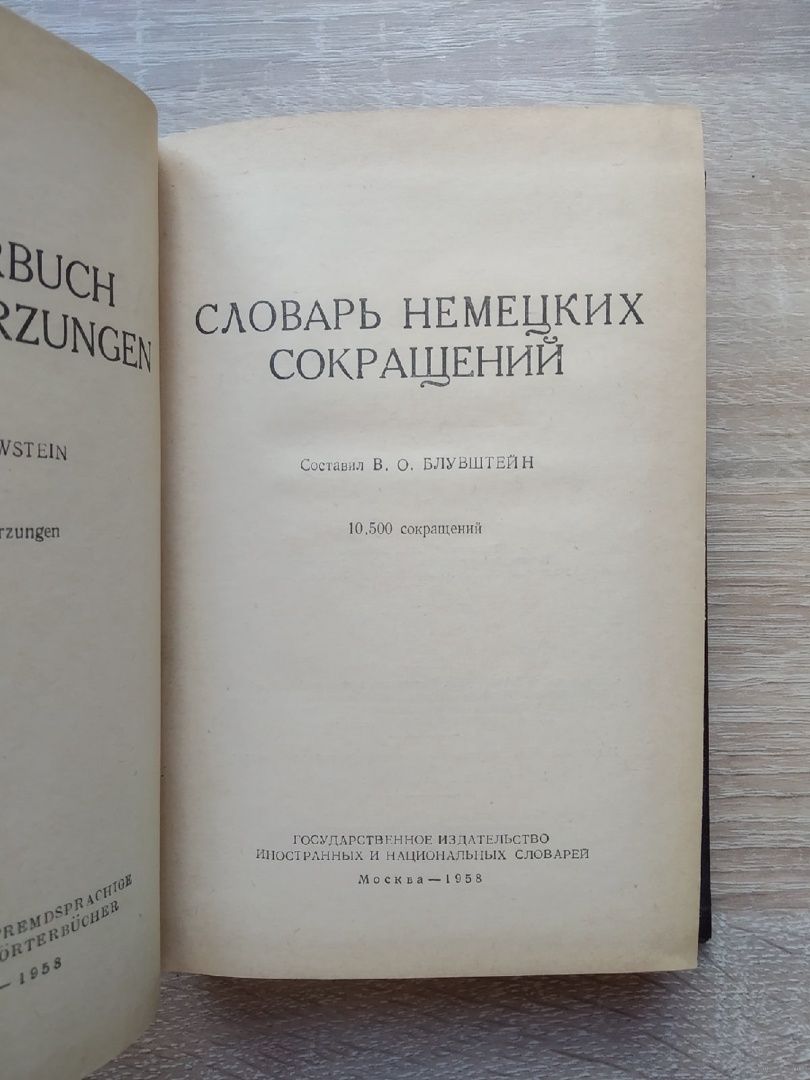 RBUCH
RZUNGEN
WSTEIN
rzungen
FREMDSPRACHIGE
ÖRTERBÜCHER
— 1958
СЛОВАРЬ НЕМЕЦКИХ
СОКРАЩЕНИЙ
Составил В. О. БЛУВШТЕЙН
10,500 сокращений
ГОСУДАРСТВЕННОЕ ИЗДАТЕЛЬСТВО
ИНОСТРАННЫХ И НАЦИОНАЛЬНЫХ СЛОВАРЕЙ
Москва — 1958